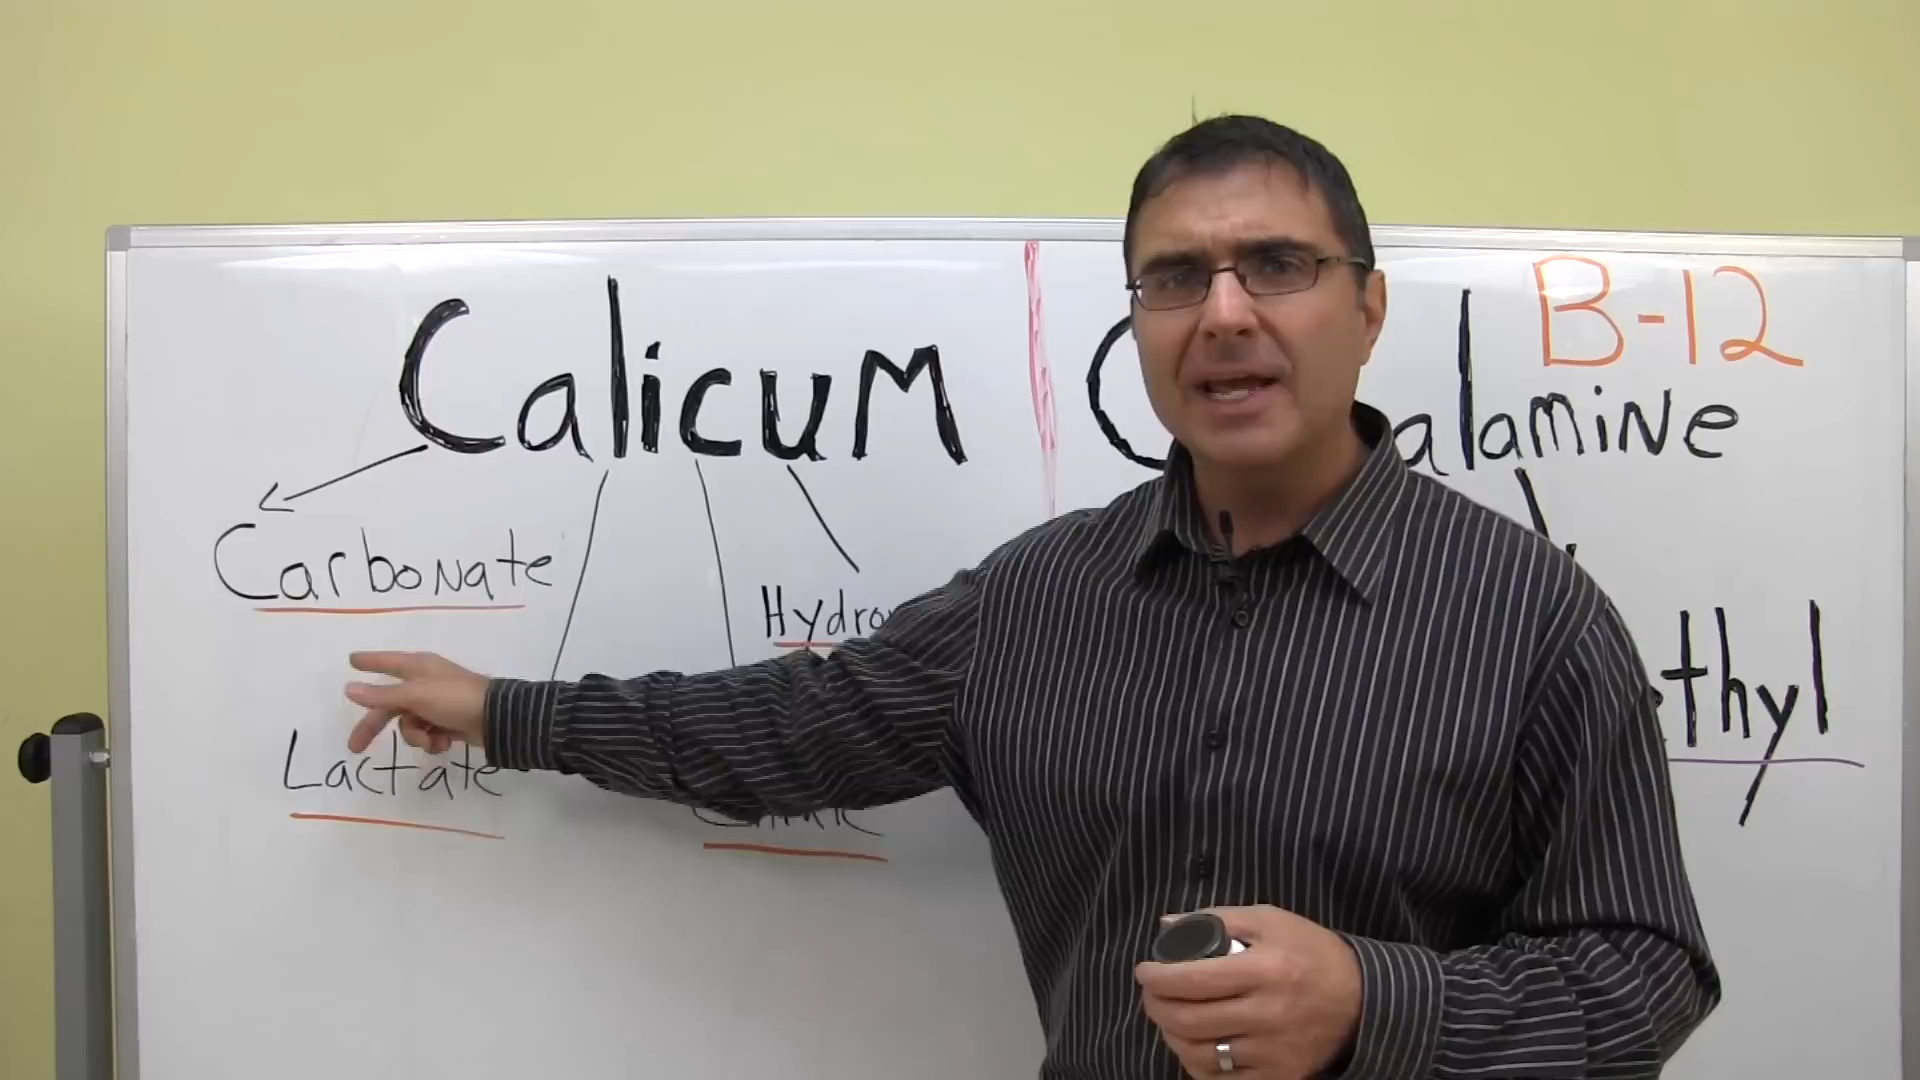 CalicuM
B-12
C alamiNe
CarboNate
Hydro
thyl
Lactate